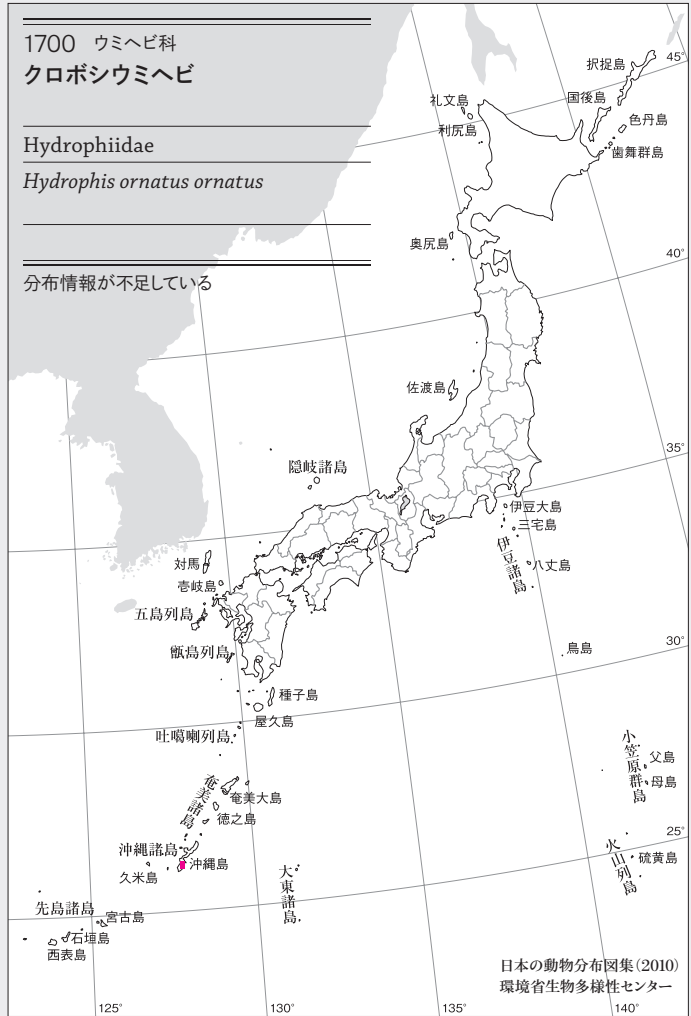 1700 ウミヘビ科
クロボシウミヘビ
Hydrophiidae
Hydrophis ornatus ornatus
分布情報が不足している
択捉島
45°
国後島
礼文島
色丹島
利尻島
歯舞群島
奥尻島
40°
佐渡島
35°
隠岐諸島
伊豆大島
三宅島
伊豆諸島
八丈島
対馬
壱岐島
五島列島
甑島列島
鳥島
30°
種子島
屋久島
吐噶喇列島
小笠原群島
父島
母島
奄美諸島
奄美大島
徳之島
25°
沖縄諸島
沖縄島
久米島
大東諸島
火山列島
硫黄島
先島諸島
宮古島
石垣島
西表島
日本の動物分布図集(2010)
環境省生物多様性センター
125°
130°
135°
140°